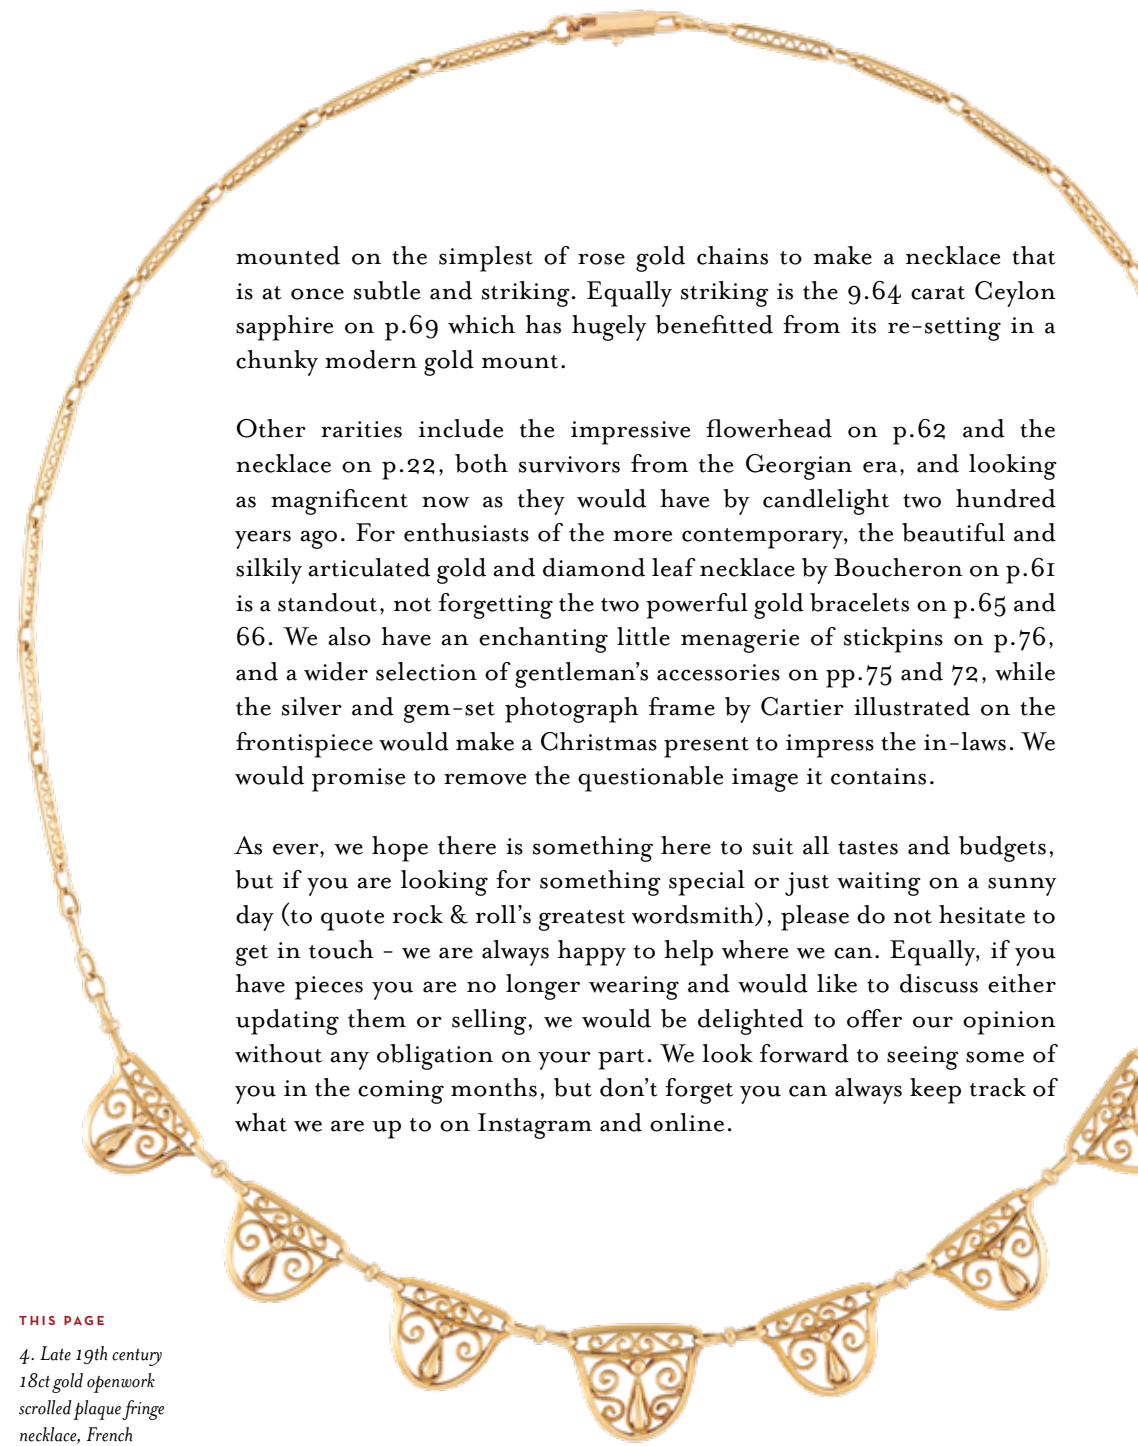 mounted on the simplest of rose gold chains to make a necklace that
is at once subtle and striking. Equally striking is the 9.64 carat Ceylon
sapphire on p.69 which has hugely benefitted from its re-setting in a
chunky modern gold mount.
Other rarities include the impressive flowerhead on p.62 and the
necklace on p.22, both survivors from the Georgian era, and looking
as magnificent now as they would have by candlelight two hundred
years ago. For enthusiasts of the more contemporary, the beautiful and
silkily articulated gold and diamond leaf necklace by Boucheron on p.61
is a standout, not forgetting the two powerful gold bracelets on p.65 and
66. We also have an enchanting little menagerie of stickpins on p.76,
and a wider selection of gentleman's accessories on pp.75 and 72, while
the silver and gem-set photograph frame by Cartier illustrated on the
frontispiece would make a Christmas present to impress the in-laws. We
would promise to remove the questionable image it contains.
As ever, we hope there is something here to suit all tastes and budgets,
but if you are looking for something special or just waiting on a sunny
day (to quote rock & roll's greatest wordsmith), please do not hesitate to
get in touch - we are always happy to help where we can. Equally, if you
have pieces you are no longer wearing and would like to discuss either
updating them or selling, we would be delighted to offer our opinion
without any obligation on your part. We look forward to seeing some of
you in the coming months, but don't forget you can always keep track of
what we are up to on Instagram and online.
THIS PAGE
4. Late 19th century
18ct gold openwork
scrolled plaque fringe
necklace, French